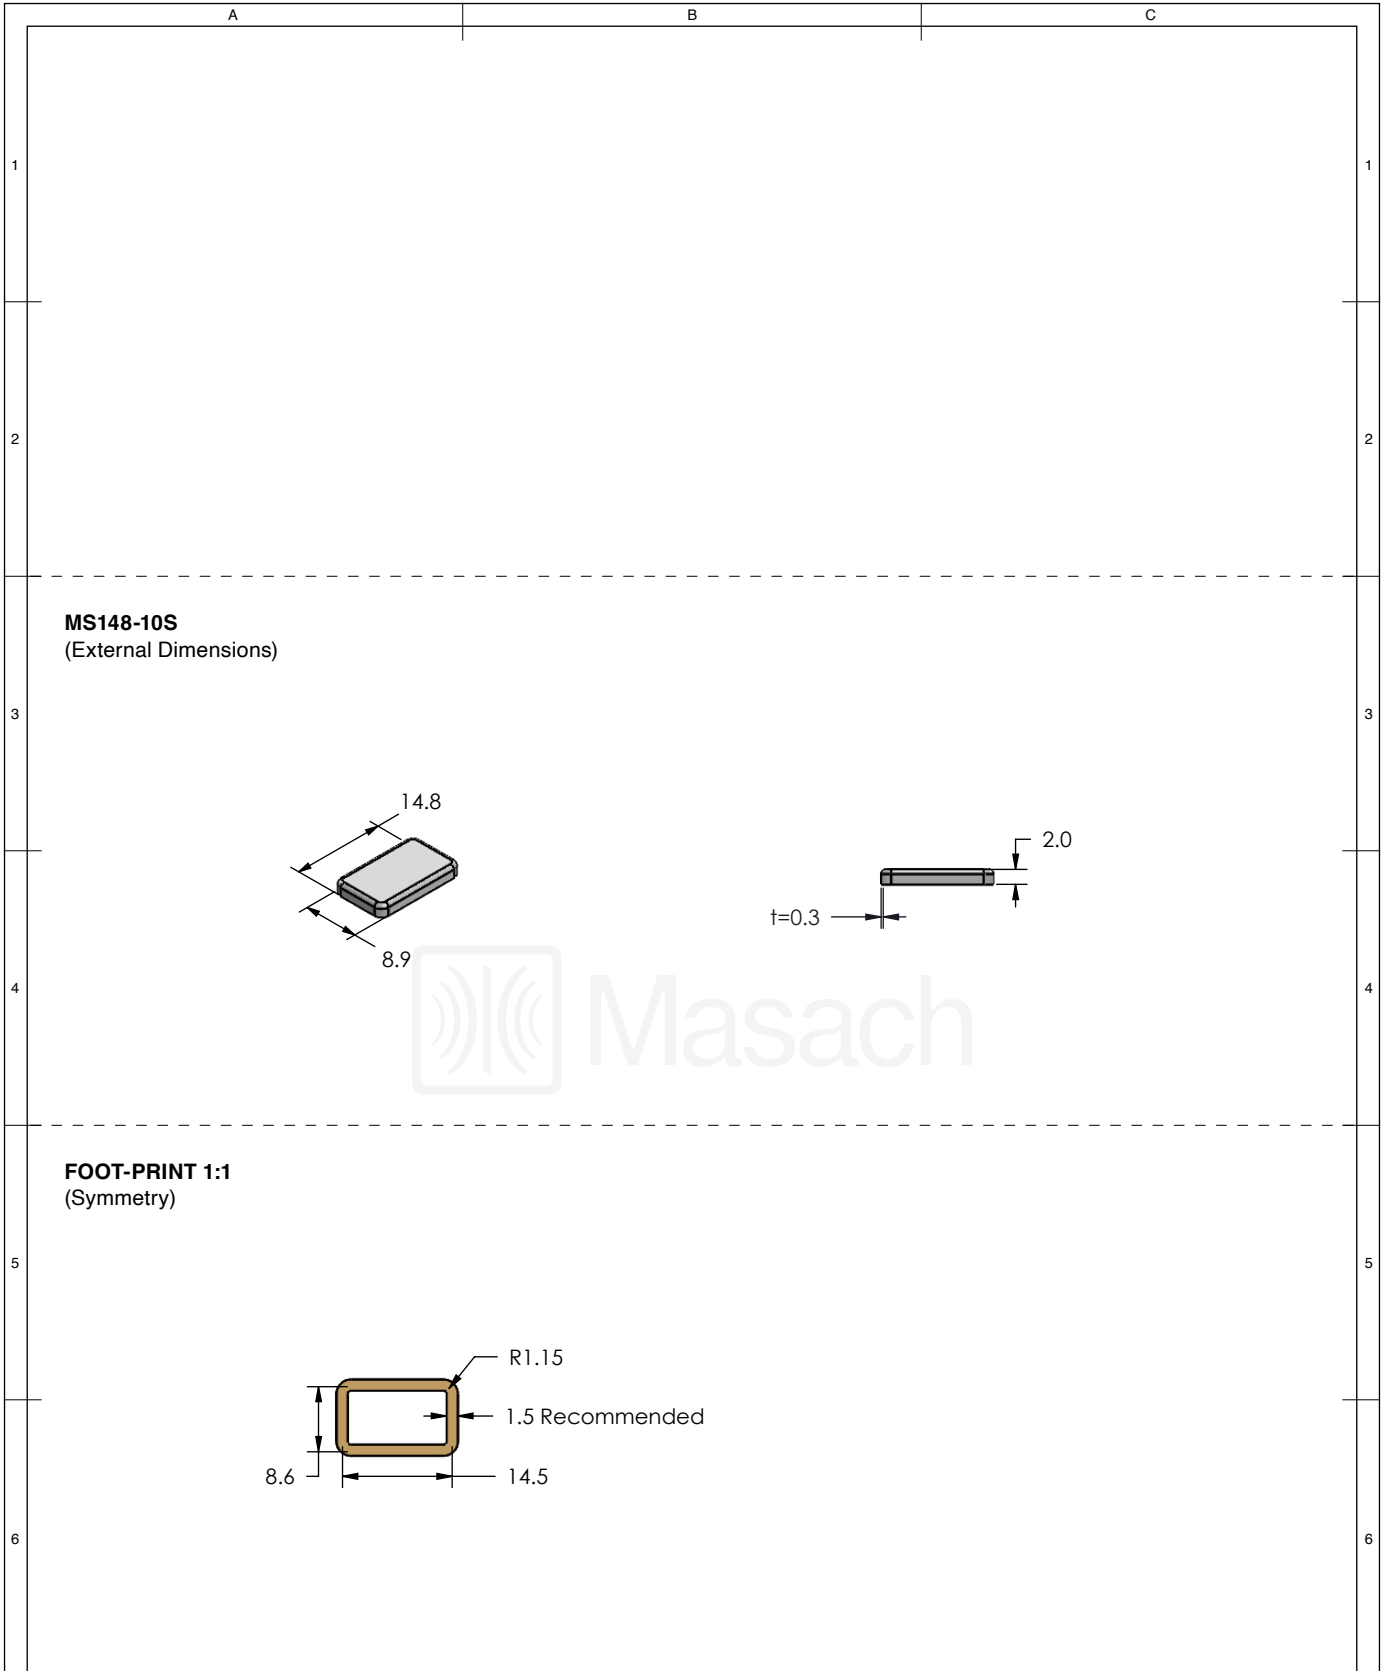 A B C
1 1
2 2
MS148-10S
(External Dimensions)
3 3
14.8
2.0
t=0.3
8.9
Masach
4 4
FOOT-PRINT 1:1
(Symmetry)
5 5
R1.15
1.5 Recommended
8.6 14.5
6 6